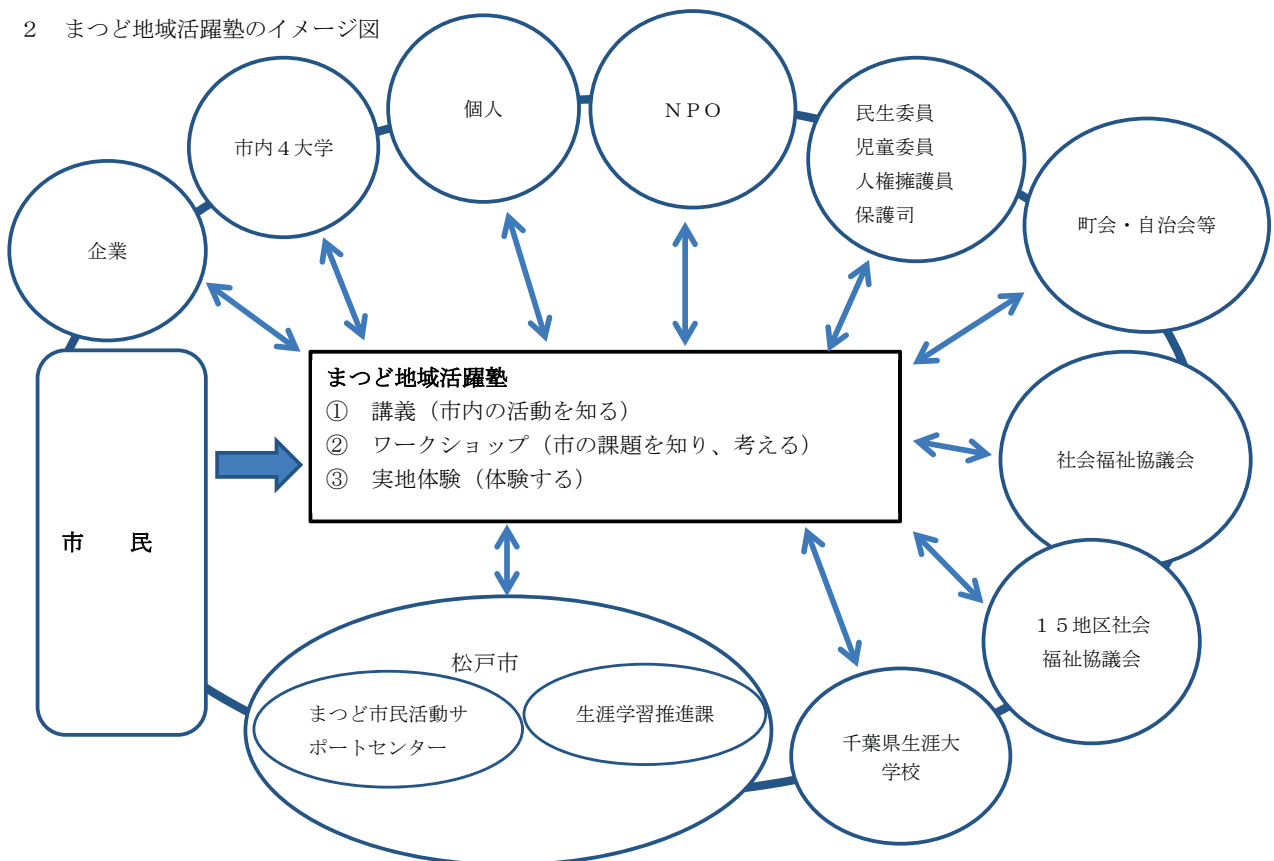 ２　まつど地域活躍塾のイメージ図
個人
ＮＰＯ
市内４大学
民生委員
児童委員
人権擁護員
保護司
町会・自治会等
企業
まつど地域活躍塾
①　講義（市内の活動を知る）
②　ワークショップ（市の課題を知り、考える）
③　実地体験（体験する）
社会福祉協議会
市　民
１５地区社会
福祉協議会
松戸市
まつど市民活動サ
ポートセンター
生涯学習推進課
千葉県生涯大
学校